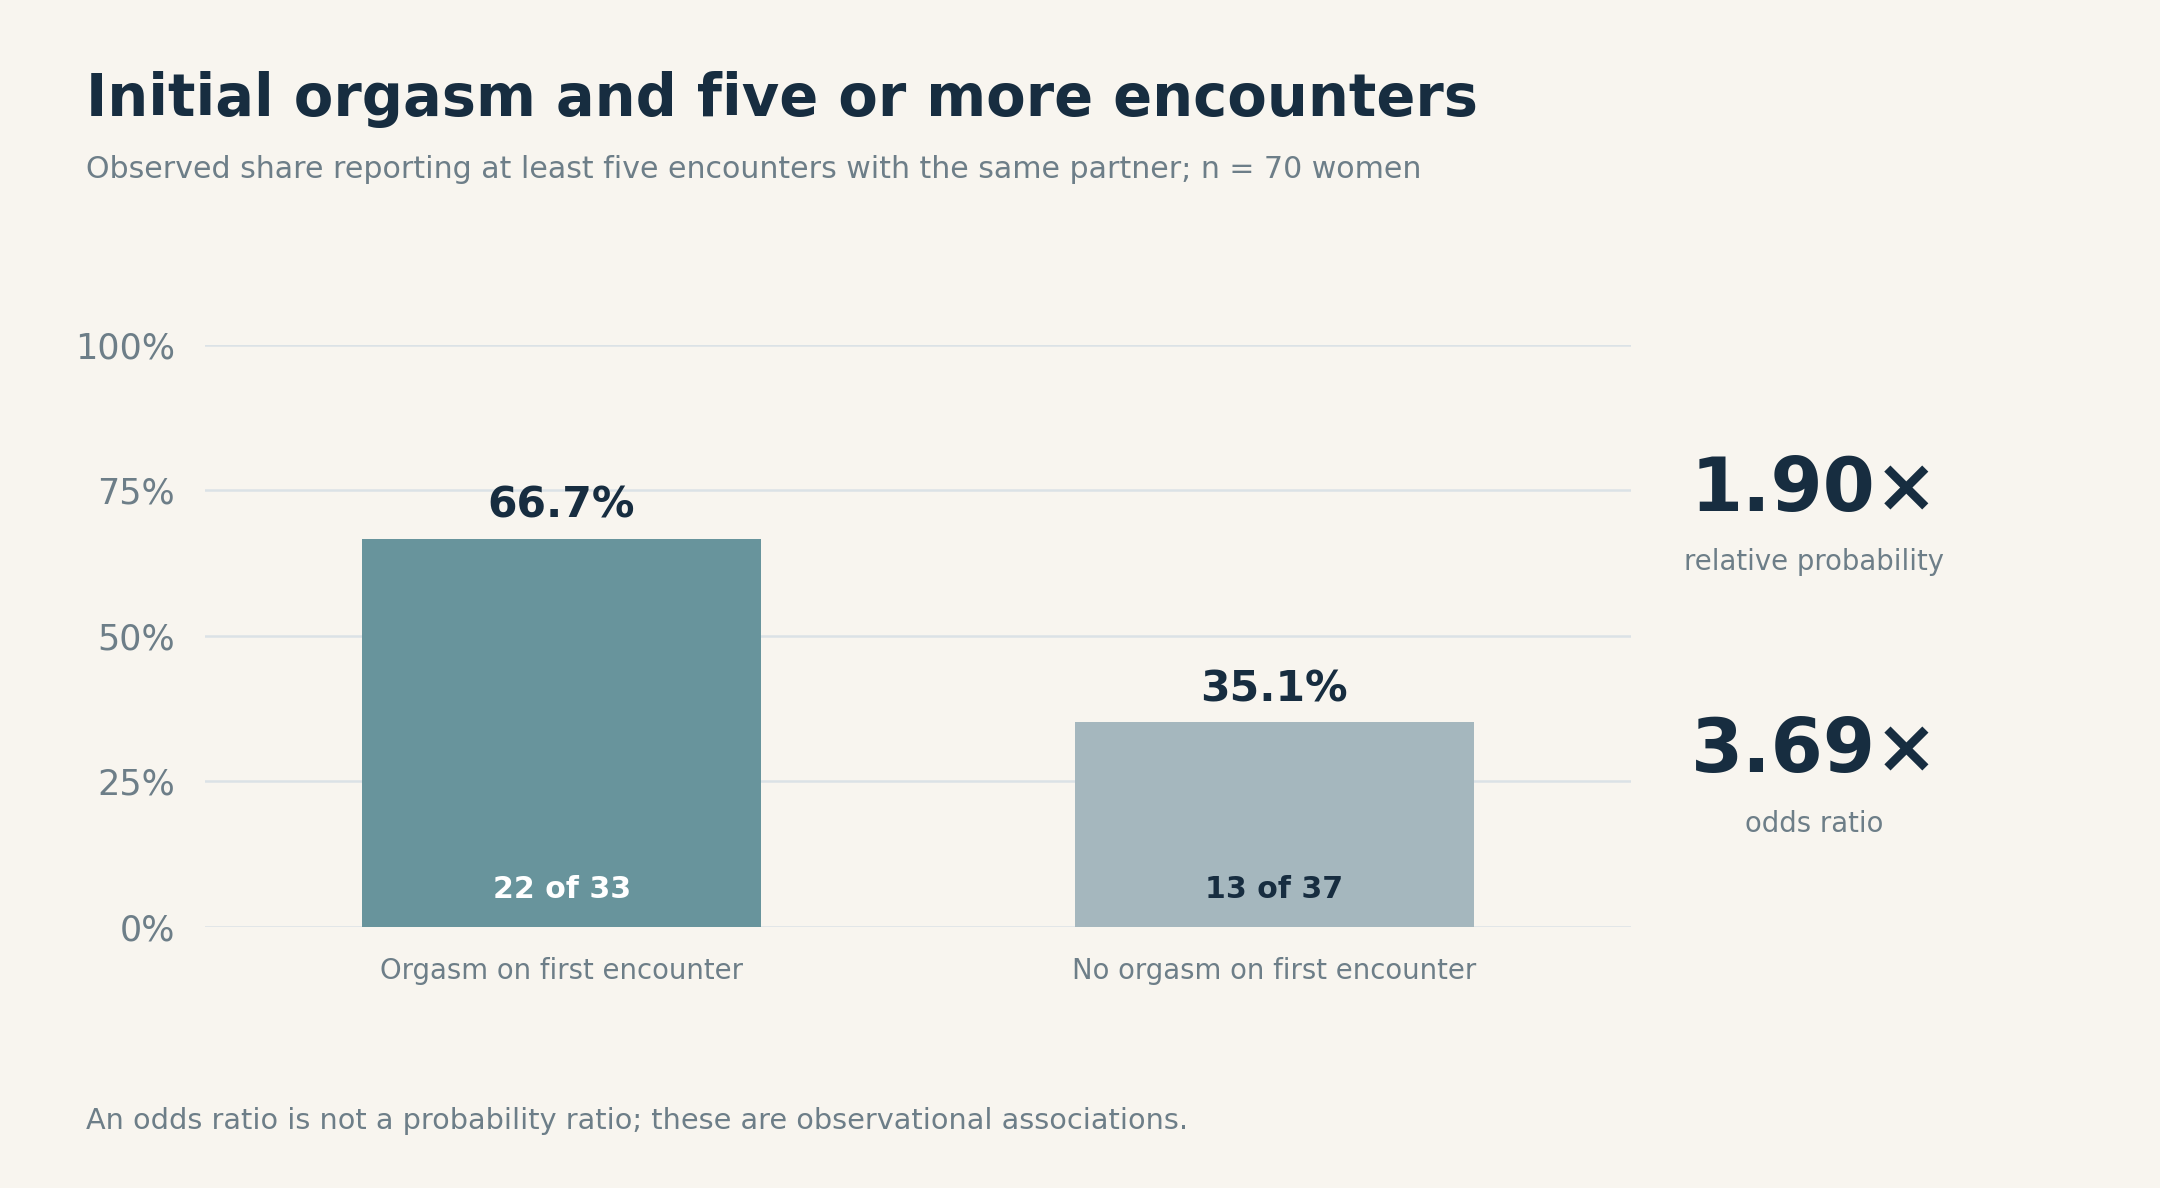 Initial orgasm and five or more encounters
Observed share reporting at least five encounters with the same partner; n = 70 women
100%
75%
50%
25%
0%
66.7%
22 of 33
Orgasm on first encounter
35.1%
13 of 37
No orgasm on first encounter
1.90×
relative probability
3.69×
odds ratio
An odds ratio is not a probability ratio; these are observational associations.